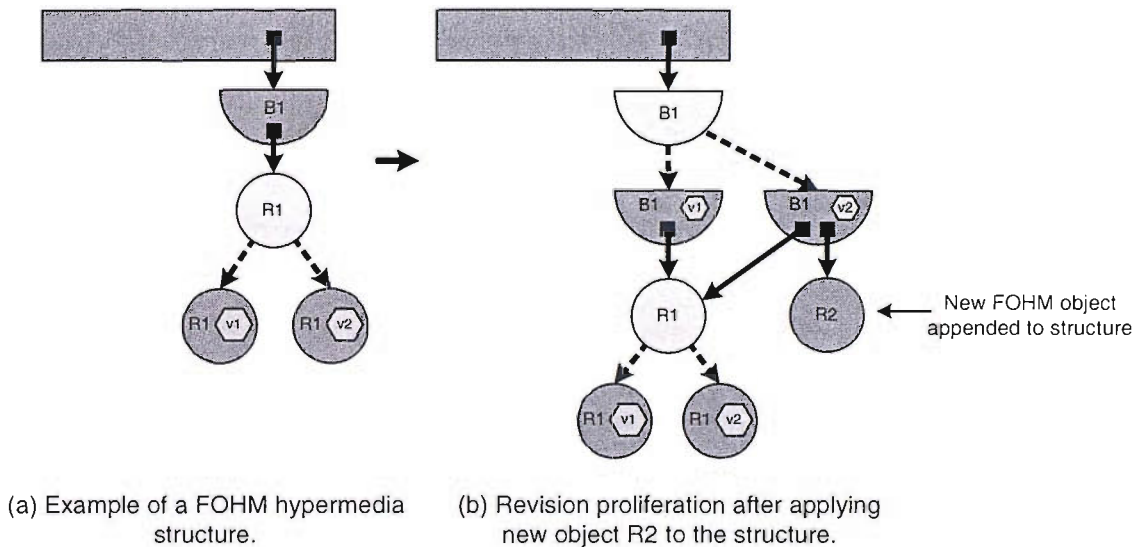 B1
B1
R1
B1
v1
B1
v2
R1
R1
v1
R1
v2
R1
R2
New FOHM object
appended to structure
R1
v1
R1
v2
(a) Example of a FOHM hypermedia
structure.
(b) Revision proliferation after applying
new object R2 to the structure.